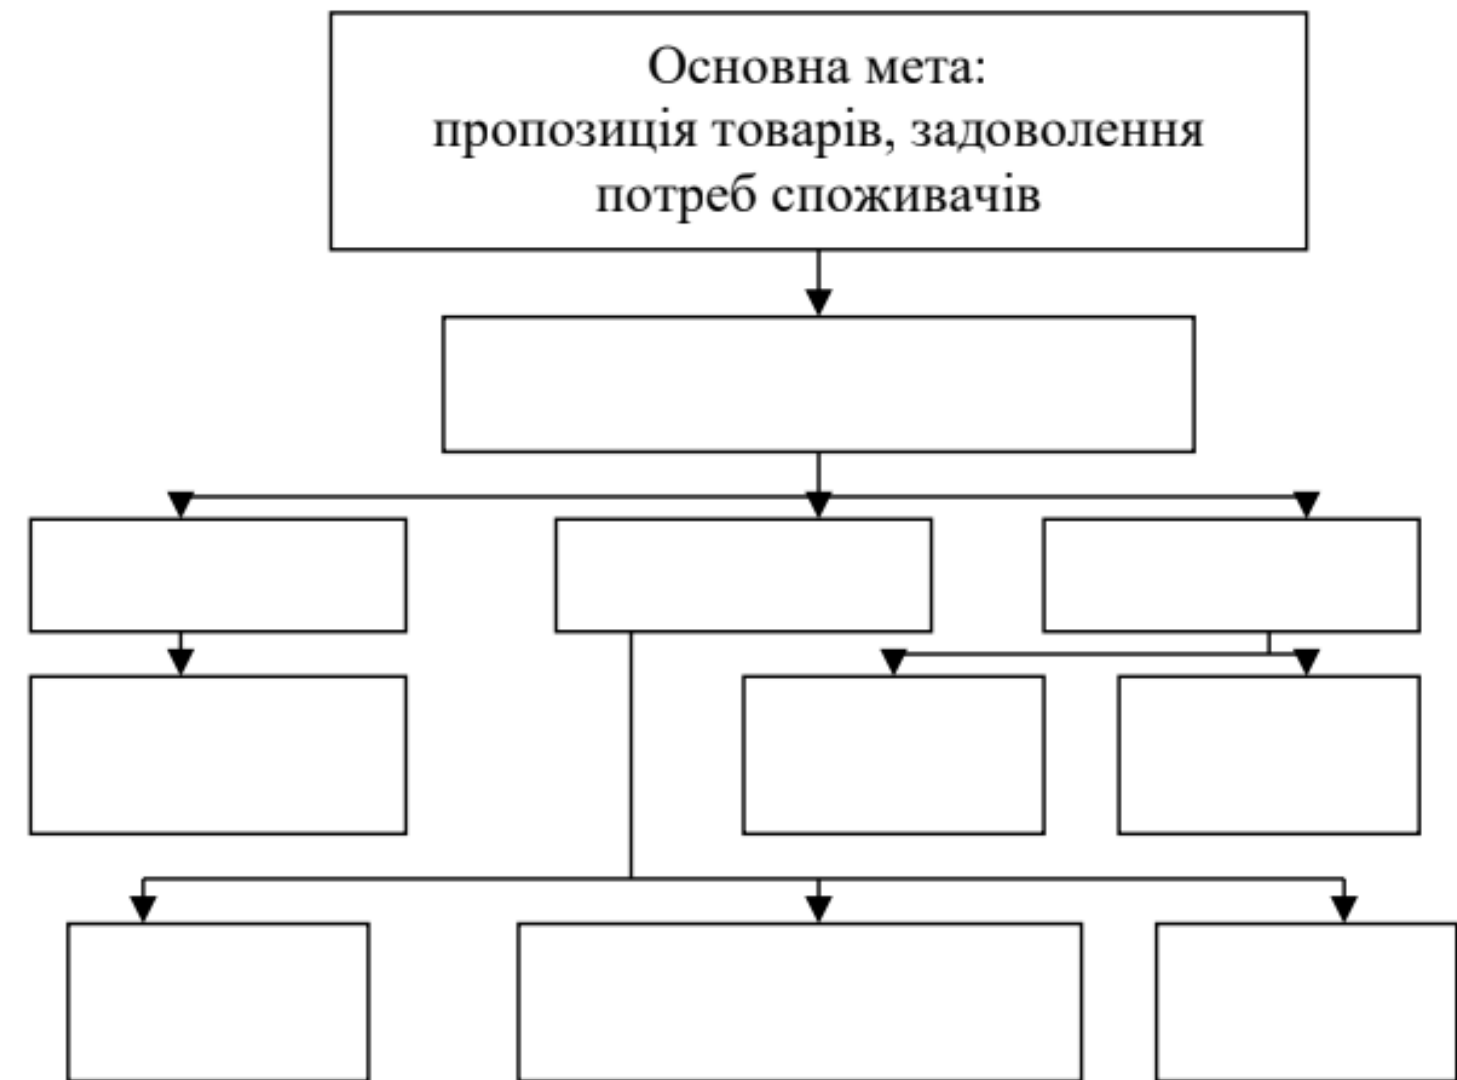 Основна мета:
пропозиція товарів, задоволення
потреб споживачів